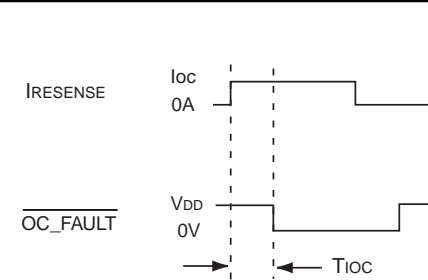 Ioc
IRESENSE
0A
VDD
OC_FAULT
0V
TIOC